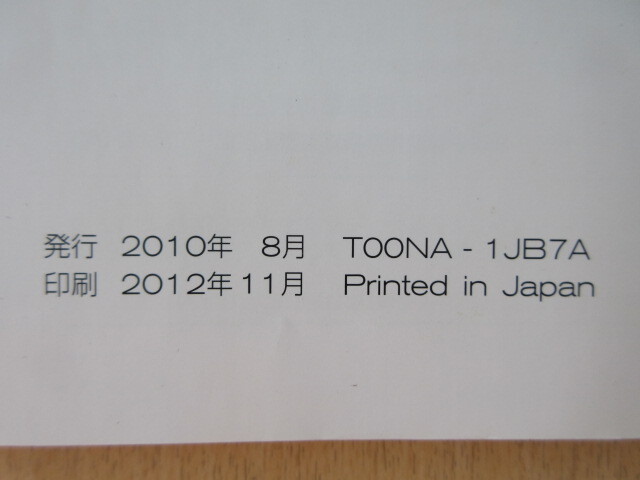 発行 2010年 8月 T00NA - 1JB7A
印刷 2012年11月 Printed in Japan